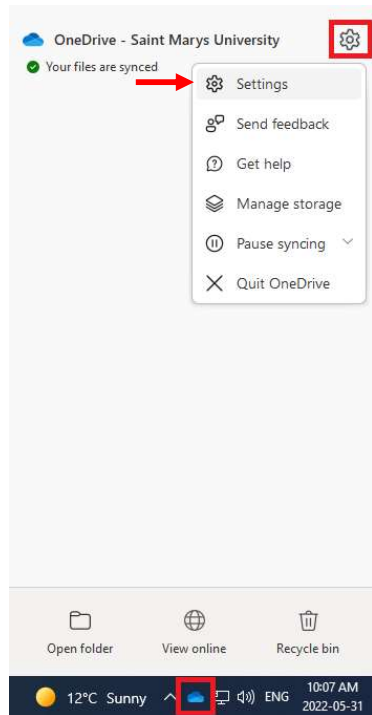 OneDrive - Saint Marys University
Your files are synced
Settings
Send feedback
Get help
Manage storage
Pause syncing
Quit OneDrive
Open folder View online Recycle bin
12°C Sunny ENG 10:07 AM
2022-05-31